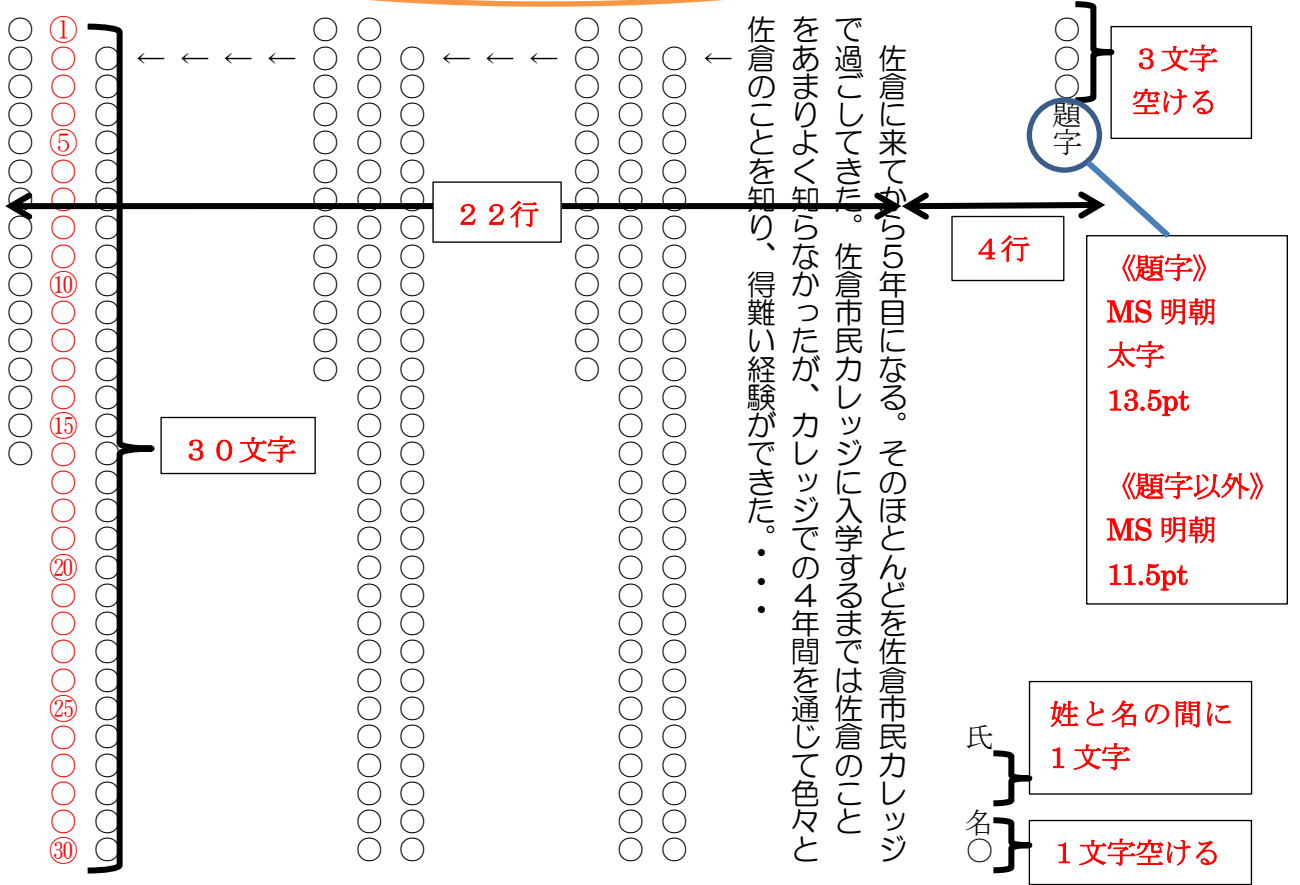 ○○○題字
3文字
空ける
《題字》
MS 明朝
太字
13.5pt
《題字以外》
MS 明朝
11.5pt
4行
氏　名○
姓と名の間に
1文字
1文字空ける
佐倉に来てから5年目になる。そのほとんどを佐倉市民カレッジ
で過ごしてきた。佐倉市民カレッジに入学するまでは佐倉のこと
をあまりよく知らなかったが、カレッジでの4年間を通じて色々と
佐倉のことを知り、得難い経験ができた。・・・
←
○○○○○○○○○○○○○○○○○○○○○○○○○○○○○
○○○○○○○○○○○○○○○○○○○○○○○○○○○○○○
○○○○○○○○○○○○○
22行
← ← ←
○○○○○○○○○○○○○○○○○○○○○○○○○○○○○
○○○○○○○○○○○○○○○○○○○○○○○○○○○○○○
○○○○○○○○○○○○○
← ← ← ←
30文字
○○○○○○○○○○○○○○○○○○○○○○○○○○○○○
①○○○⑤○○○○⑩○○○○⑮○○○○⑳○○○○㉕○○○○㉚
○○○○○○○○○○○○○○○○